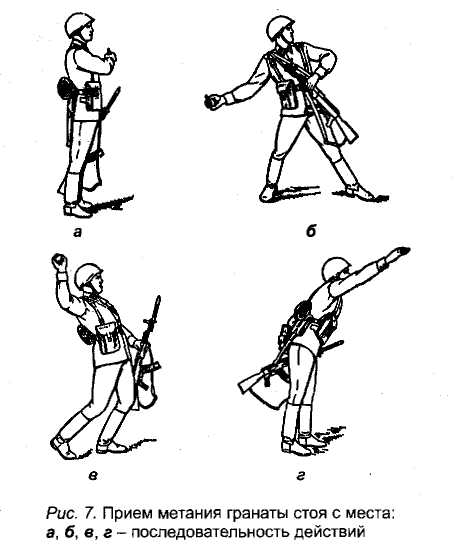 а
б
в
г
Рис. 7. Прием метания гранаты стоя с места:
а, б, в, г – последовательность действий